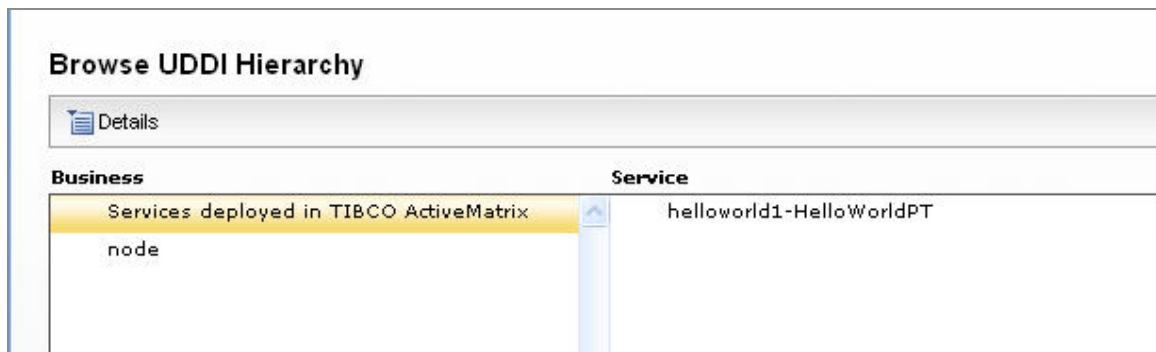 Browse UDDI Hierarchy
Details
Business
Service
Services deployed in TIBCO ActiveMatrix
helloworld1-HelloWorldPT
node